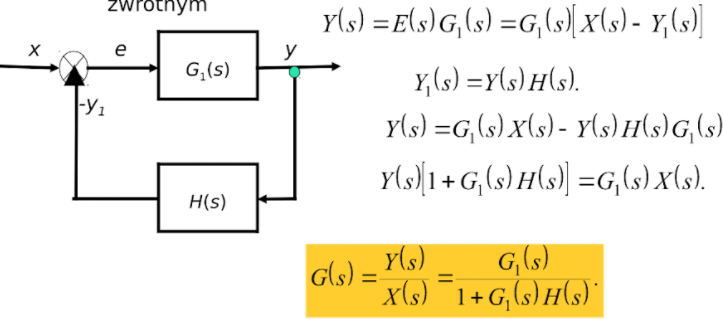 zwrotnym
x e G₁(s) y
-y₁
H(s)
Y(s) = E(s)G₁(s) = G₁(s)[X(s) - Y₁(s)]
Y₁(s) = Y(s)H(s).
Y(s) = G₁(s)X(s) - Y(s)H(s)G₁(s)
Y(s)[1 + G₁(s)H(s)] = G₁(s)X(s).
G(s) = Y(s)/X(s) = G₁(s)/(1 + G₁(s)H(s)).